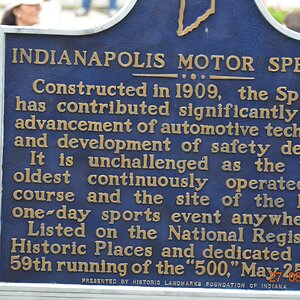 INDIANAPOLIS MOTOR SPE
Constructed in 1909, the Sp
has contributed significantly
advancement of automotive tec
and development of safety de
It is unchallenged as the
oldest continuously operate
course and the site of the
one-day sports event anywhe
Listed on the National Regis
Historic Places and dedicated
59th running of the "500," May 25
PRESENTED BY HISTORIC LANDMARKS FOUNDATION OF INDIANA